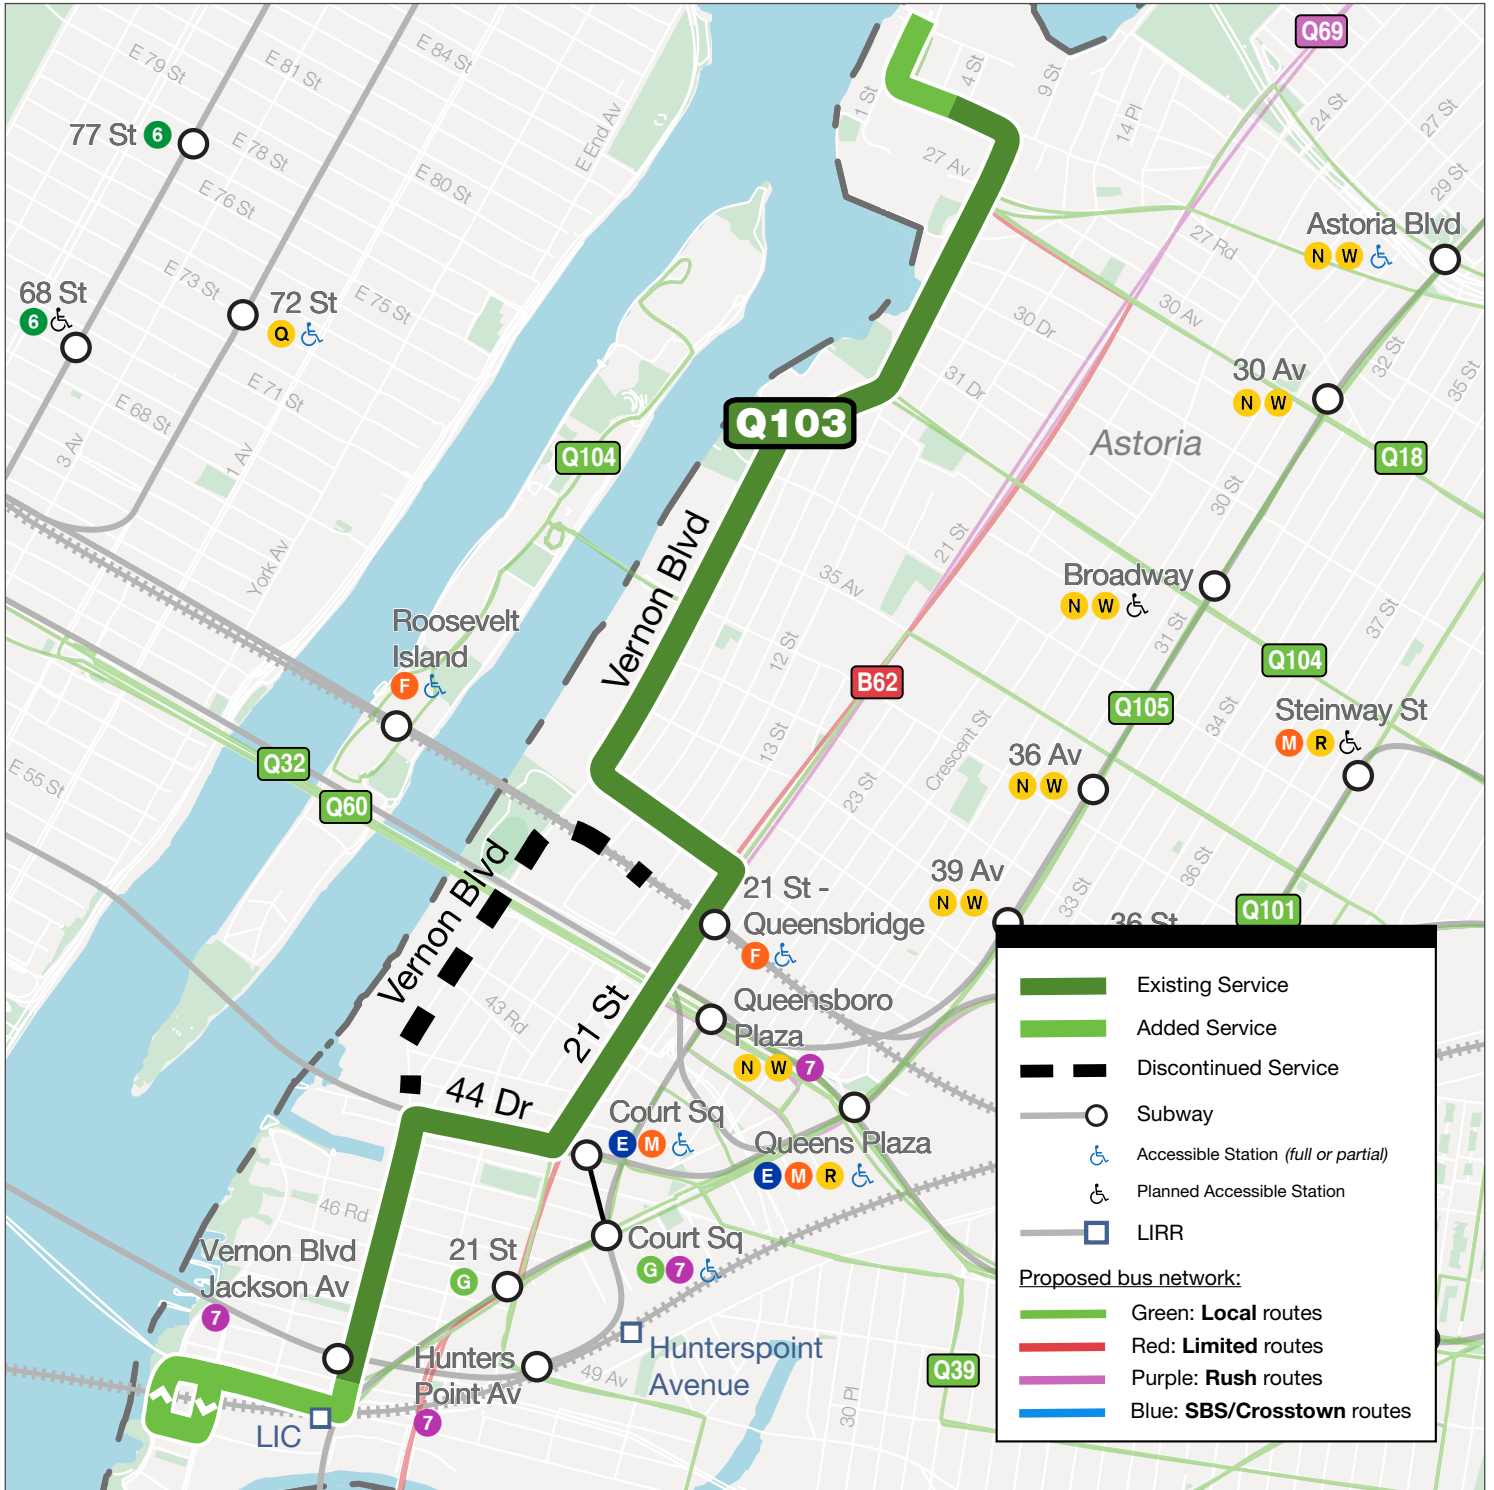 Q69
E 79 St
E 81 St
E 84 St
4 St
9 St
1 St
24 St
27 St
14 Pl
77 St 6
E 78 St
E End Av
27 Av
E 76 St
E 80 St
29 St
Astoria Blvd
N W
27 Rd
68 St
6
E 73 St
72 St
Q
E 75 St
30 Av
30 Dr
32 St
35 St
30 Av
N W
31 Dr
E 71 St
E 68 St
Q103
Astoria
3 Av
1 Av
Q104
Q18
30 St
Vernon Blvd
21 St
York Av
35 Av
Broadway
N W
Roosevelt
Island
F
12 St
31 St
37 St
Q104
B62
Q105
34 St
Steinway St
M R
13 St
Crescent St
36 Av
N W
Q32
E 55 St
Q60
23 St
Vernon Blvd
36 St
39 Av
N W
33 St
21 St -
Queensbridge
F
Q101
36 St
43 Rd
21 St
Queensboro
Plaza
N W 7
44 Dr
Court Sq
E M
Queens Plaza
E M R
46 Rd
Vernon Blvd
Jackson Av
7
21 St
G
Court Sq
G 7
Hunters
Point Av
7
Hunterspoint
Avenue
49 Av
30 Pl
Q39
LIC
Existing Service
Added Service
Discontinued Service
Subway
Accessible Station (full or partial)
Planned Accessible Station
LIRR
Proposed bus network:
Green: Local routes
Red: Limited routes
Purple: Rush routes
Blue: SBS/Crosstown routes